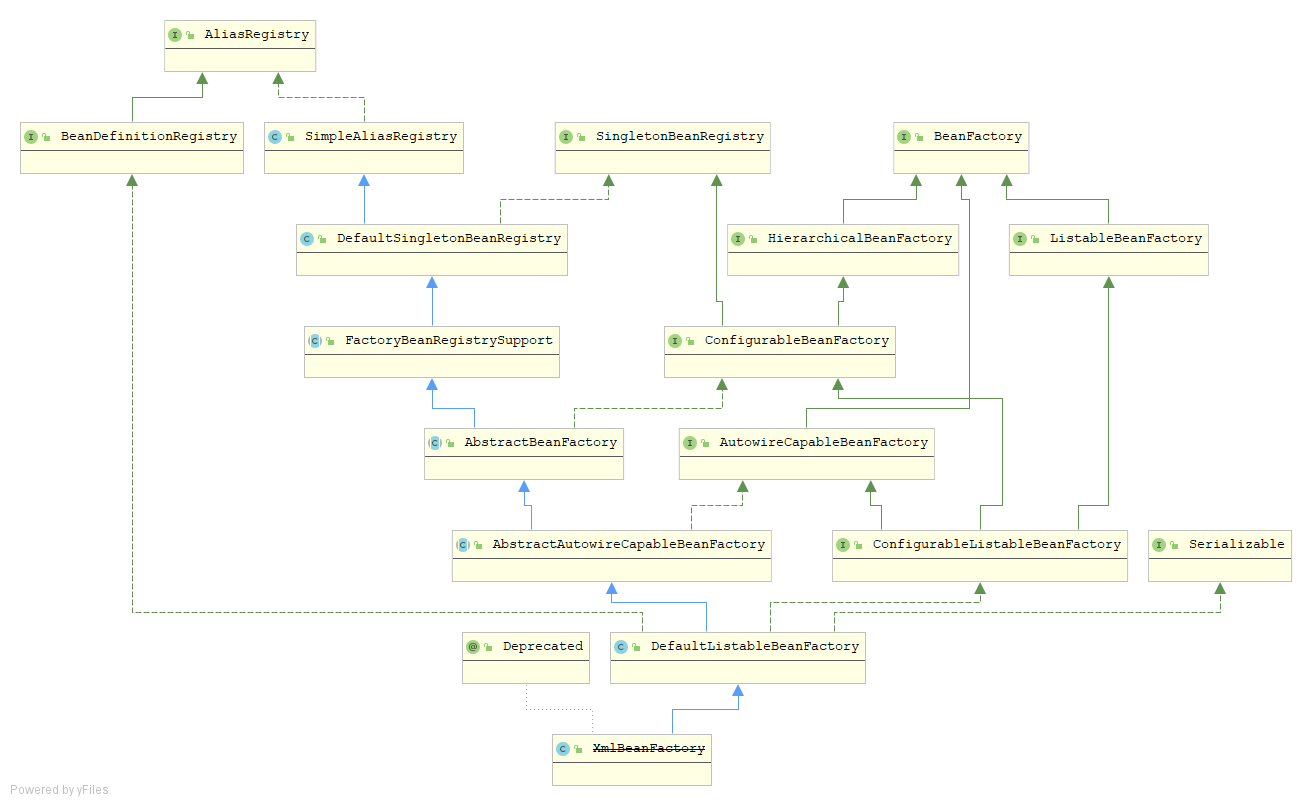 AliasRegistry
BeanDefinitionRegistry
SimpleAliasRegistry
SingletonBeanRegistry
BeanFactory
DefaultSingletonBeanRegistry
HierarchicalBeanFactory
ListableBeanFactory
FactoryBeanRegistrySupport
ConfigurableBeanFactory
AbstractBeanFactory
AutowireCapableBeanFactory
AbstractAutowireCapableBeanFactory
ConfigurableListableBeanFactory
Serializable
Deprecated
DefaultListableBeanFactory
XmlBeanFactory
Powered by yFiles